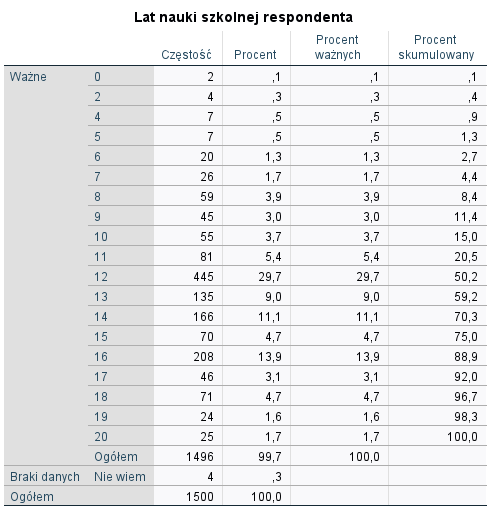 Lat nauki szkolnej respondenta
Częstość Procent Procent ważnych Procent skumulowany
Ważne 0 2 ,1 ,1 ,1
2 4 ,3 ,3 ,4
4 7 ,5 ,5 ,9
5 7 ,5 ,5 1,3
6 20 1,3 1,3 2,7
7 26 1,7 1,7 4,4
8 59 3,9 3,9 8,4
9 45 3,0 3,0 11,4
10 55 3,7 3,7 15,0
11 81 5,4 5,4 20,5
12 445 29,7 29,7 50,2
13 135 9,0 9,0 59,2
14 166 11,1 11,1 70,3
15 70 4,7 4,7 75,0
16 208 13,9 13,9 88,9
17 46 3,1 3,1 92,0
18 71 4,7 4,7 96,7
19 24 1,6 1,6 98,3
20 25 1,7 1,7 100,0
Ogółem 1496 99,7 100,0
Braki danych Nie wiem 4 ,3
Ogółem 1500 100,0